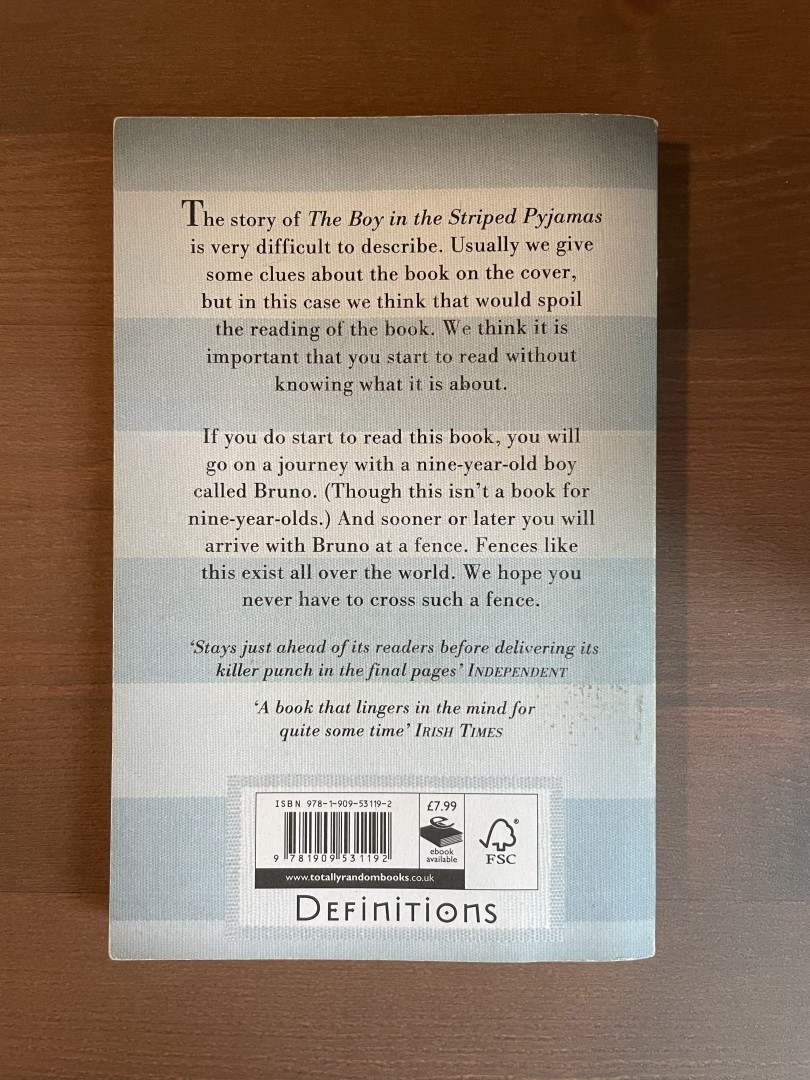 The story of The Boy in the Striped Pyjamas
is very difficult to describe. Usually we give
some clues about the book on the cover,
but in this case we think that would spoil
the reading of the book. We think it is
important that you start to read without
knowing what it is about.
If you do start to read this book, you will
go on a journey with a nine-year-old boy
called Bruno. (Though this isn't a book for
nine-year-olds.) And sooner or later you will
arrive with Bruno at a fence. Fences like
this exist all over the world. We hope you
never have to cross such a fence.
‘Stays just ahead of its readers before delivering its
killer punch in the final pages’ INDEPENDENT
‘A book that lingers in the mind for
quite some time’ IRISH TIMES
ISBN 978-1-909-53119-2
9 781909 531192
£7.99
ebook
available
FSC
®
www.totallyrandombooks.co.uk
DEFINITIONS